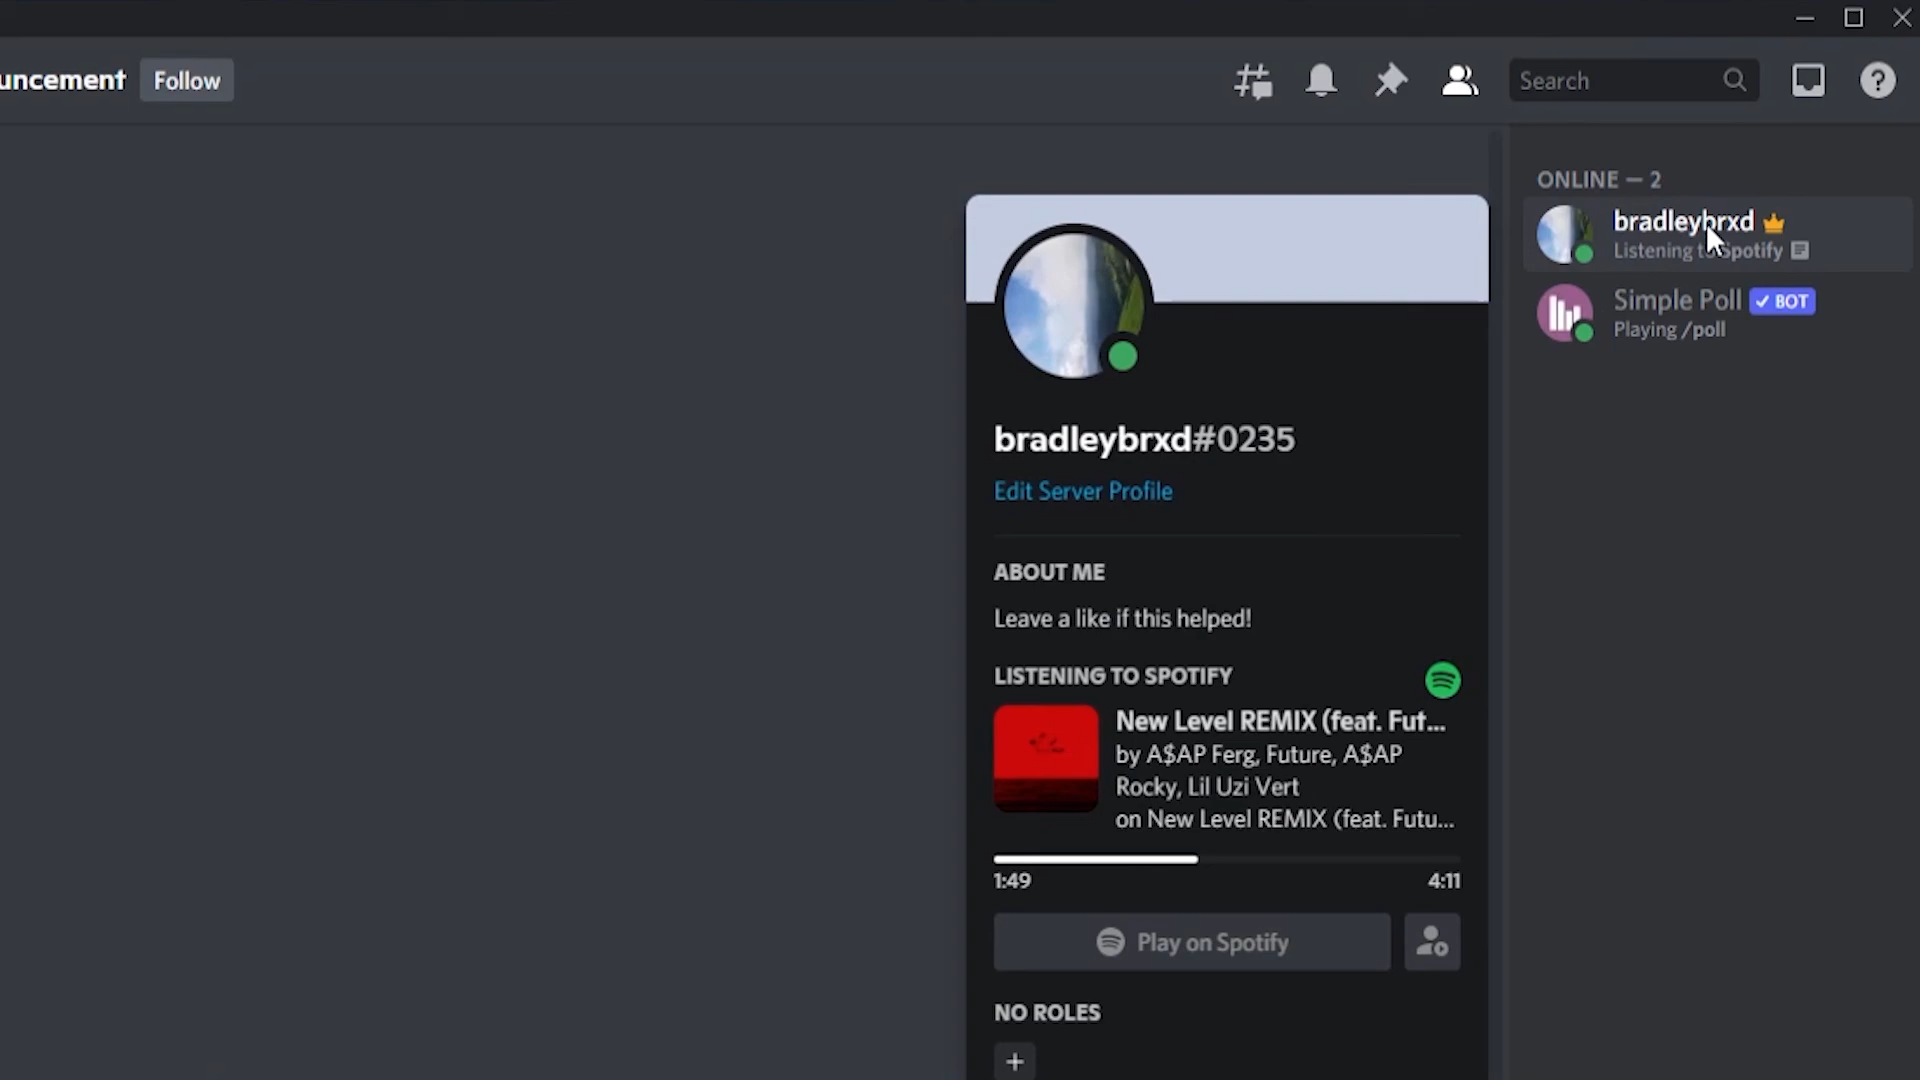 uncement Follow
Search
ONLINE — 2
bradleybrxd
Listening to Spotify
Simple Poll ✓ BOT
Playing /poll
bradleybrxd#0235
Edit Server Profile
ABOUT ME
Leave a like if this helped!
LISTENING TO SPOTIFY
New Level REMIX (feat. Fut...
by A$AP Ferg, Future, A$AP
Rocky, Lil Uzi Vert
on New Level REMIX (feat. Futu...
1:49 4:11
Play on Spotify
NO ROLES
+